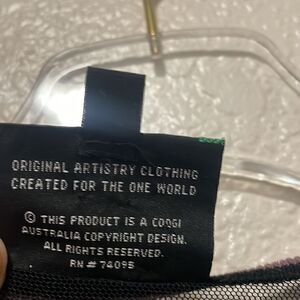 ORIGINAL ARTISTRY CLOTHING
CREATED FOR THE ONE WORLD
© THIS PRODUCT IS A COOGI
AUSTRALIA COPYRIGHT DESIGN.
ALL RIGHTS RESERVED.
RN # 74095